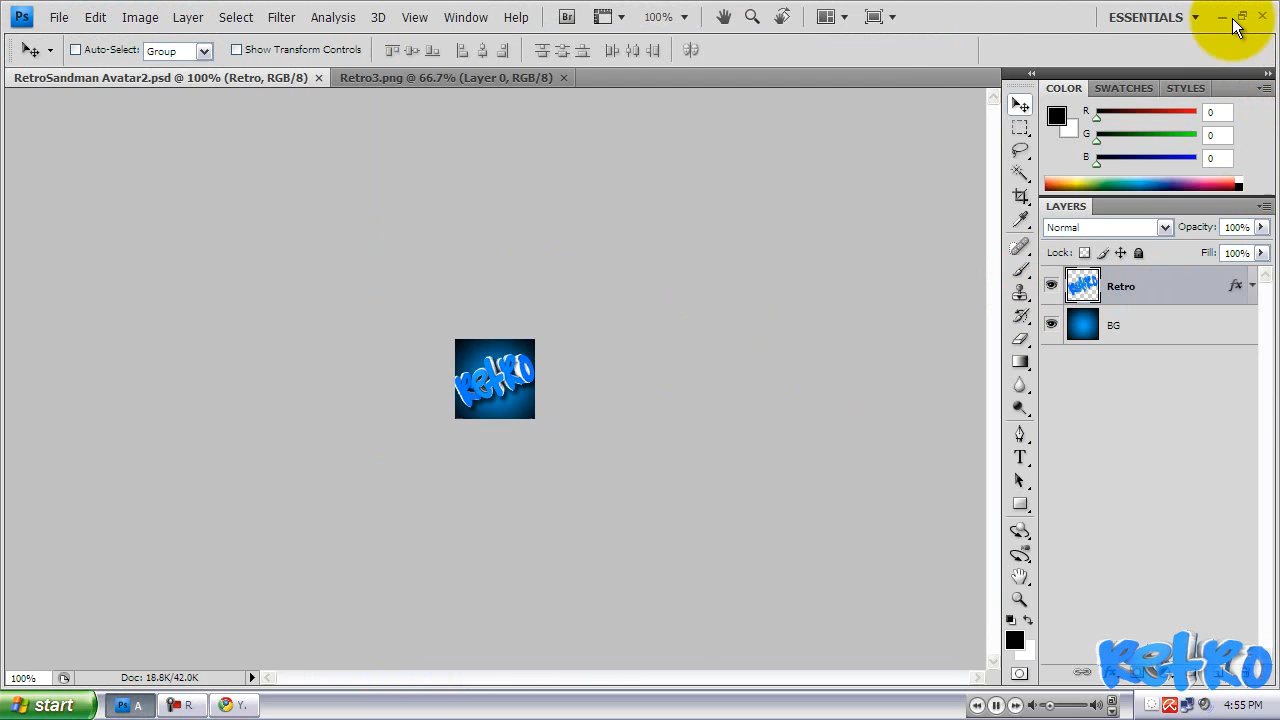 Ps File Edit Image Layer Select Filter Analysis 3D View Window Help Br 100% ESSENTIALS
Auto-Select: Group Show Transform Controls
RetroSandman Avatar2.psd @ 100% (Retro, RGB/8) Retro3.png @ 66.7% (Layer 0, RGB/8)
COLOR SWATCHES STYLES
R 0
G 0
B 0
LAYERS
Normal Opacity: 100%
Lock: Fill: 100%
Retro fx
BG
Retro
T
Retro
100% Doc: 18.8K/42.0K
start Ps A R Y. 4:55 PM